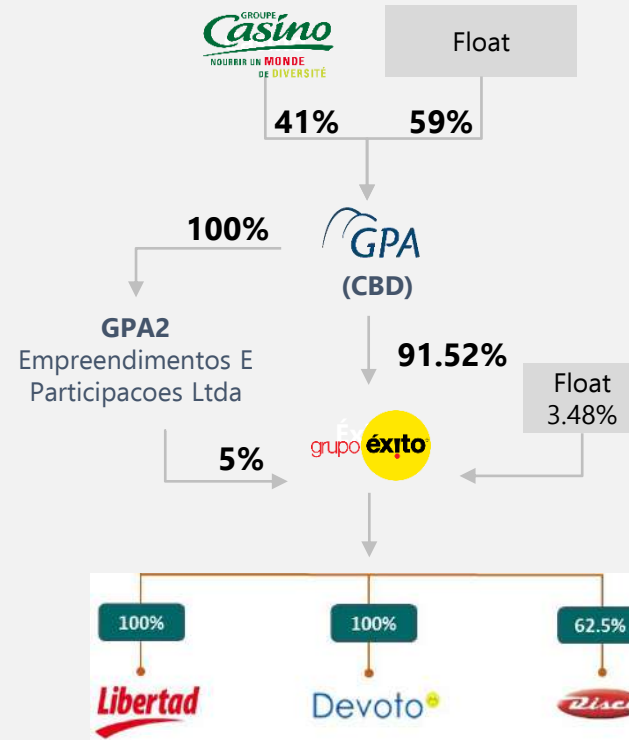 GROUPE
Casino
NOURRIR UN MONDE
DE DIVERSITÉ
Float
41%
59%
100%
GPA
(CBD)
GPA2
Empreendimentos E
Participacoes Ltda
91.52%
Float
3.48%
grupo éxito
5%
100%
100%
62.5%
Libertad
Devoto